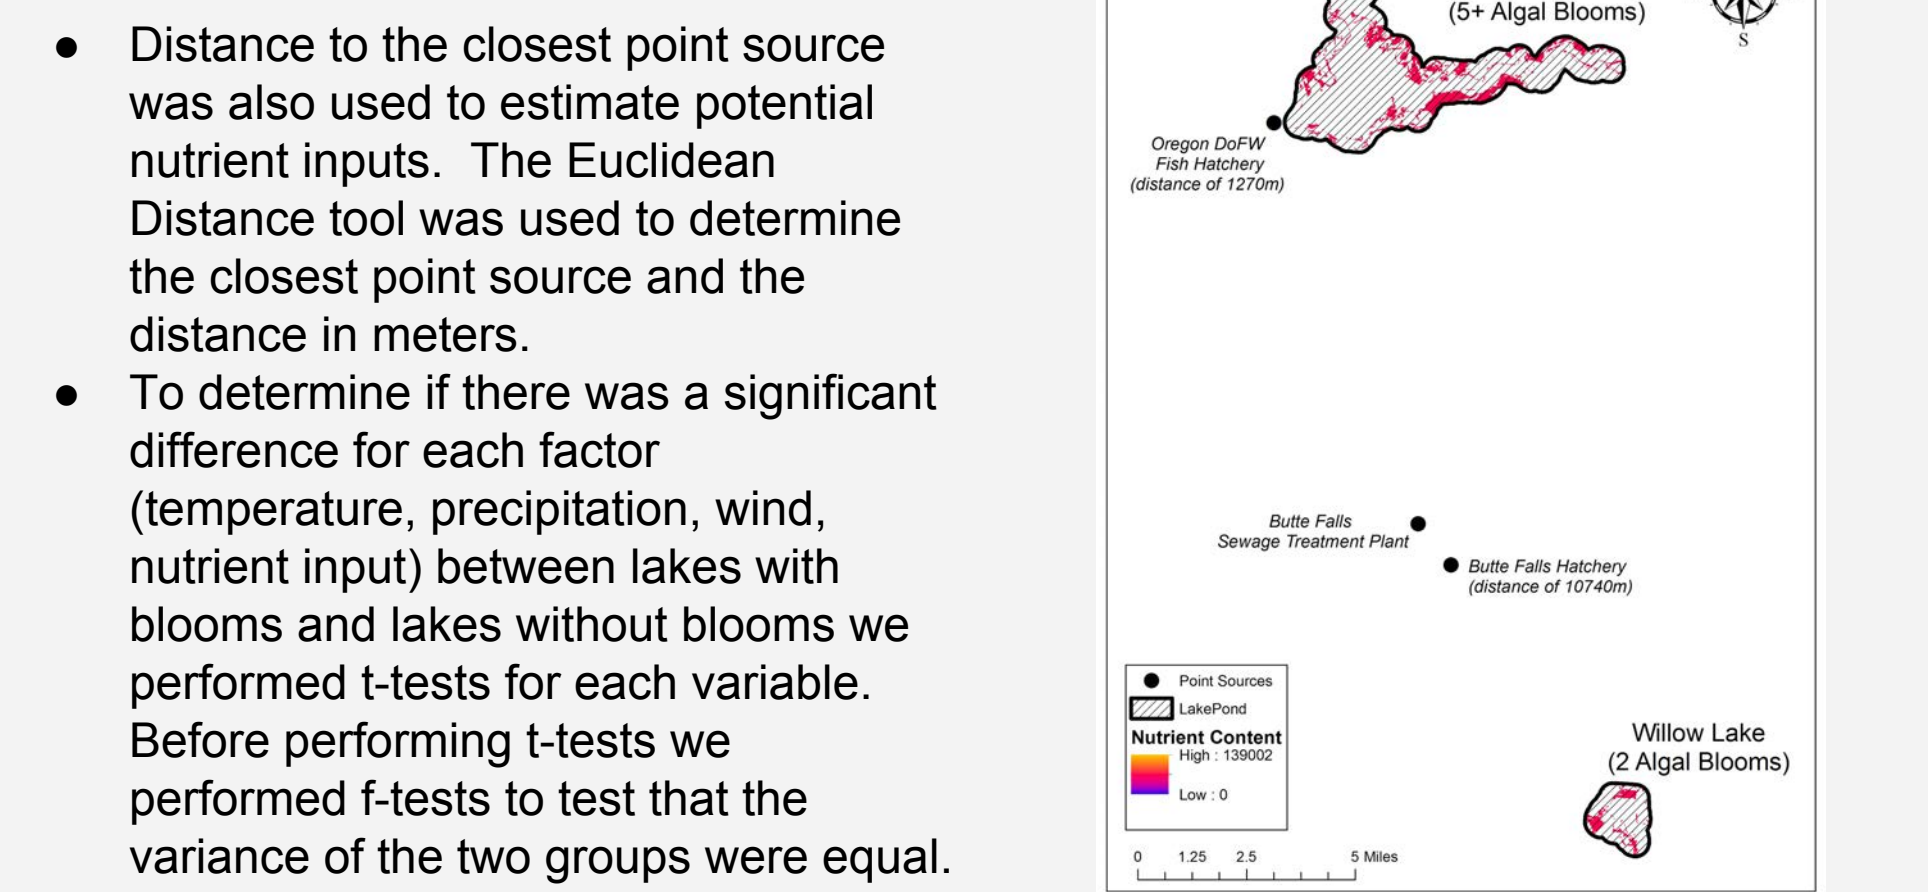 ● Distance to the closest point source
was also used to estimate potential
nutrient inputs.  The Euclidean
Distance tool was used to determine
the closest point source and the
distance in meters.
● To determine if there was a significant
difference for each factor
(temperature, precipitation, wind,
nutrient input) between lakes with
blooms and lakes without blooms we
performed t-tests for each variable.
Before performing t-tests we
performed f-tests to test that the
variance of the two groups were equal.
(5+ Algal Blooms)
S
Oregon DoFW
Fish Hatchery
(distance of 1270m)
Butte Falls
Sewage Treatment Plant
Butte Falls Hatchery
(distance of 10740m)
Point Sources
LakePond
Nutrient Content
High : 139002
Low : 0
Willow Lake
(2 Algal Blooms)
0 1.25 2.5 5 Miles